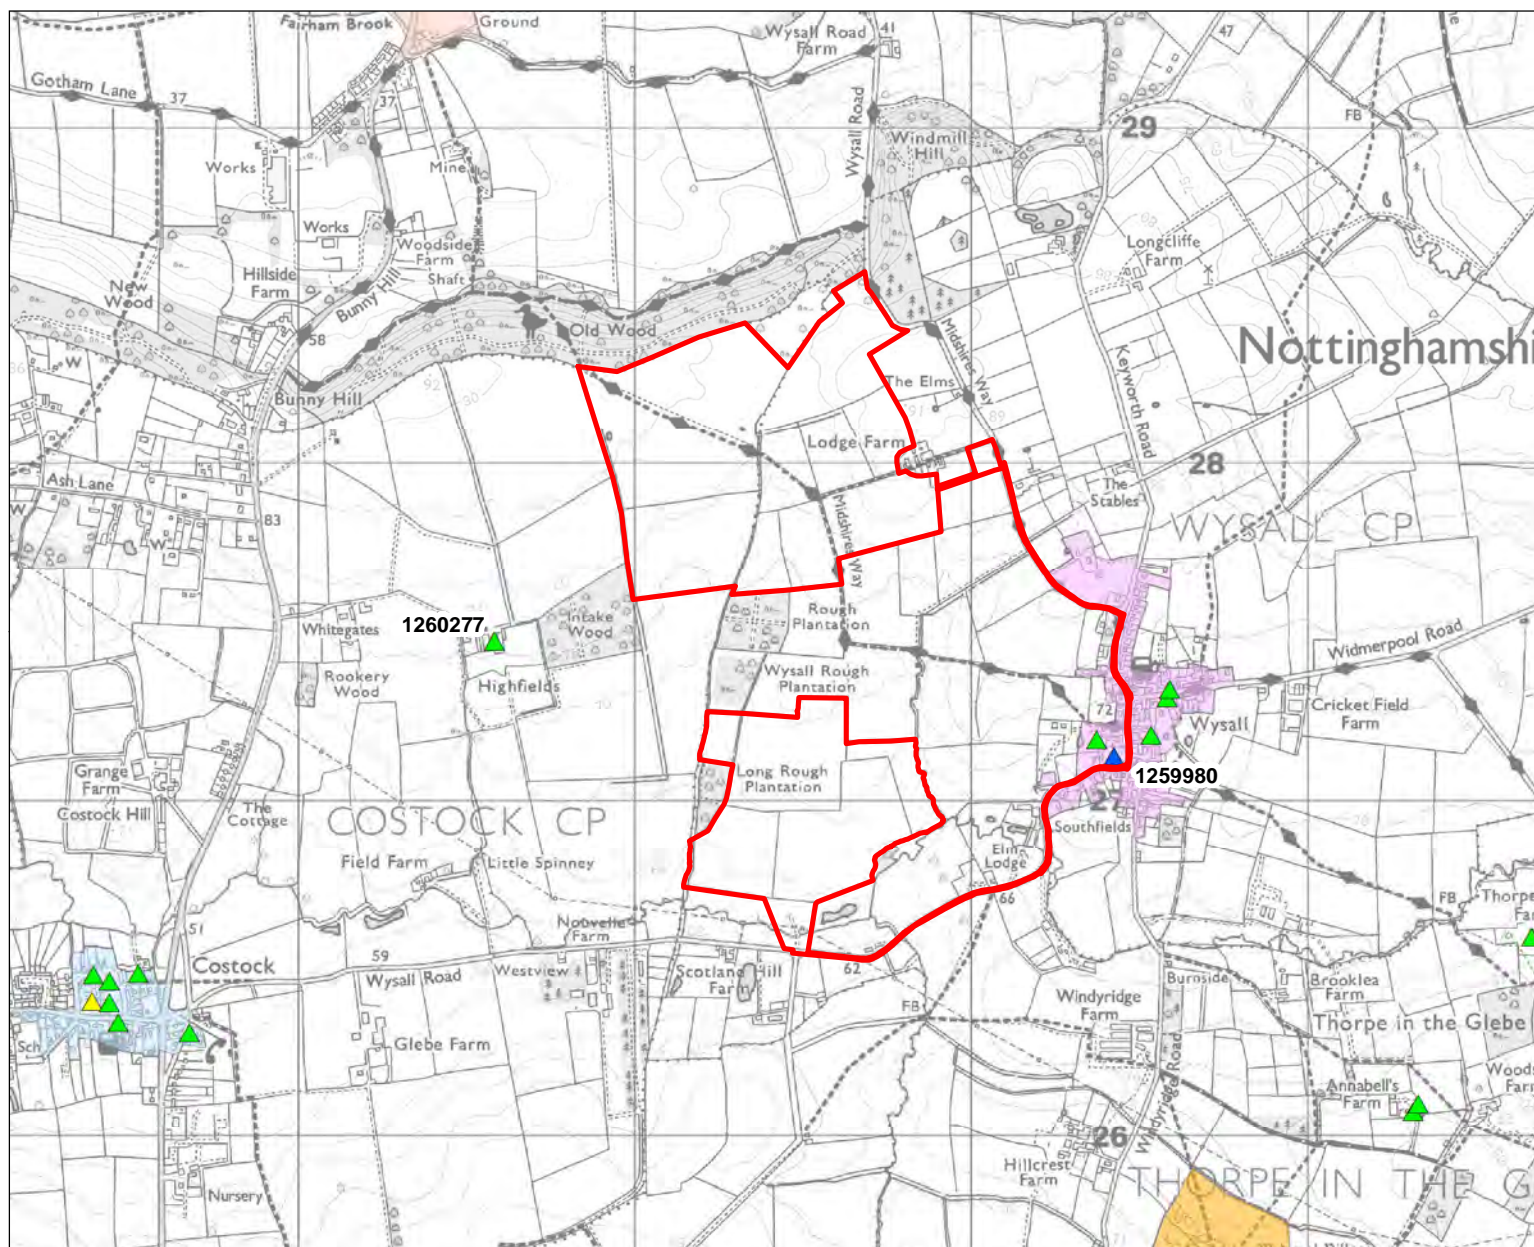 Fairham Brook
Ground
Wysall Road
Farm
41
47
Gotham Lane
37
37
FB
29
Works
Mine
Wysall Road
Windmill
Hill
Works
Woodside
Farm
Shaft
Longcliffe
Farm
New
Wood
Hillside
Farm
Bunny Hill
Old Wood
58
Midshires Way
Keyworth Road
Nottinghamshi
W
Bunny Hill
92
The Elms
89
91
Lodge Farm
28
Ash Lane
The
Stables
W
83
W
Midshires Way
WYSALL CP
Whitegates
1260277
Intake
Wood
Rough
Plantation
Widmerpool Road
Rookery
Wood
Highfields
Wysall Rough
Plantation
72
Wysall
Cricket Field
Farm
Grange
Farm
Long Rough
Plantation
1259980
Costock Hill
The
Cottage
COSTOCK CP
27
Southfields
Field Farm
Little Spinney
Elm
Lodge
66
FB
Thorpe
Fa
51
Nouvelle
Farm
Costock
59
Wysall Road
Westview
Scotland Hill
Farm
62
Burnside
Brooklea
Farm
Windyridge
Farm
FB
Thorpe in the Glebe
Sch
Glebe Farm
Windyridge Road
Annabell's
Farm
Woods
Farm
26
Hillcrest
Farm
THORPE IN THE G
Nursery